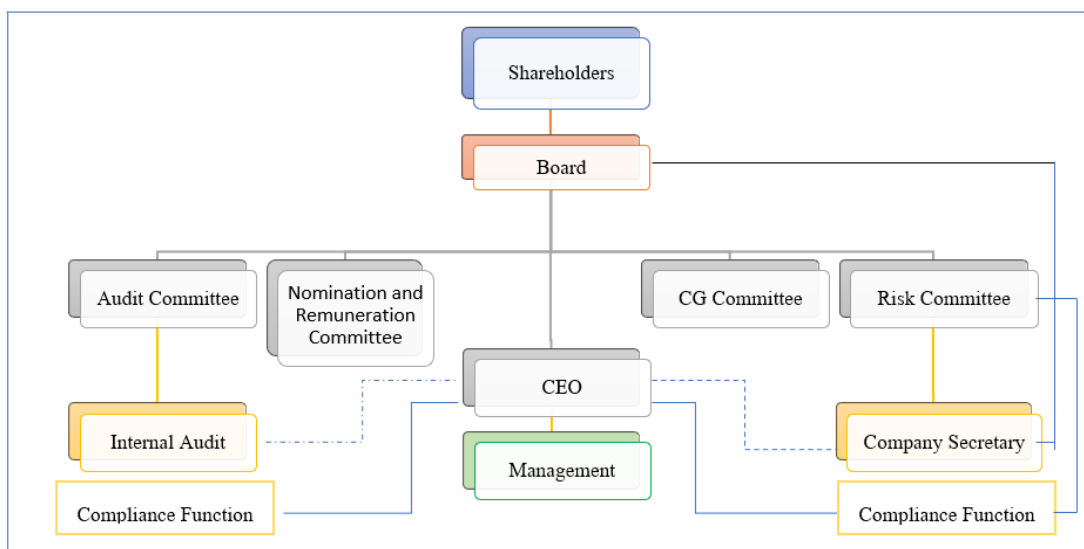 Shareholders
Board
Audit Committee
Nomination and
Remuneration
Committee
CG Committee
Risk Committee
CEO
Internal Audit
Company Secretary
Management
Compliance Function
Compliance Function